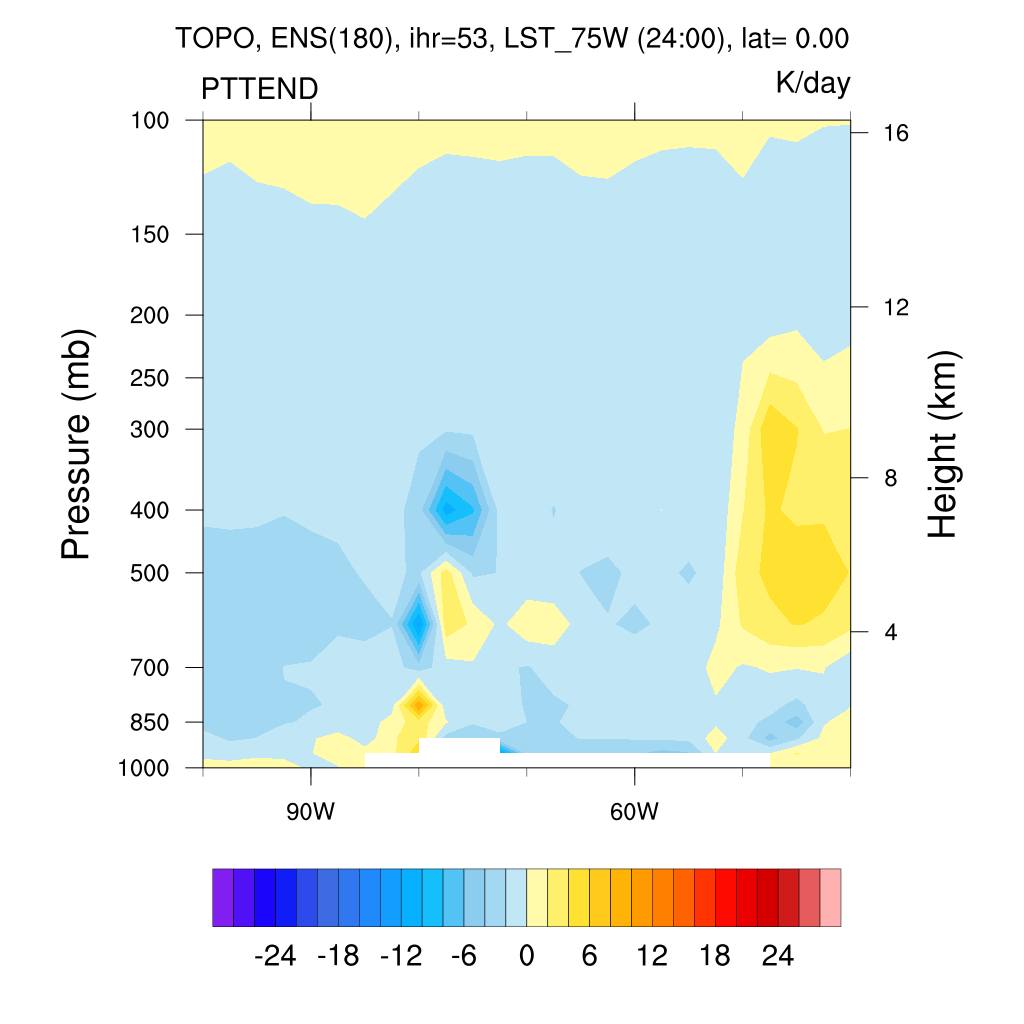 TOPO, ENS(180), ihr=53, LST_75W (24:00), lat= 0.00
PTTEND K/day
100
150
200
250
300
400
500
700
850
1000
Pressure (mb)
16
12
8
4
Height (km)
90W 60W
-24 -18 -12 -6 0 6 12 18 24